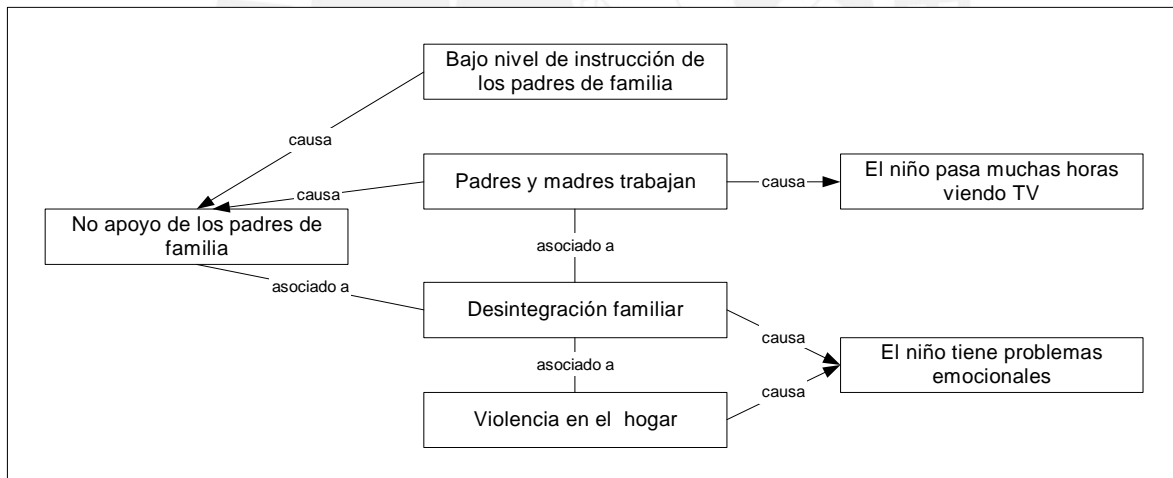 Bajo nivel de instrucción de
los padres de familia
causa
Padres y madres trabajan
causa
El niño pasa muchas horas
viendo TV
causa
No apoyo de los padres de
familia
asociado a
asociado a
Desintegración familiar
causa
El niño tiene problemas
emocionales
asociado a
causa
Violencia en el  hogar